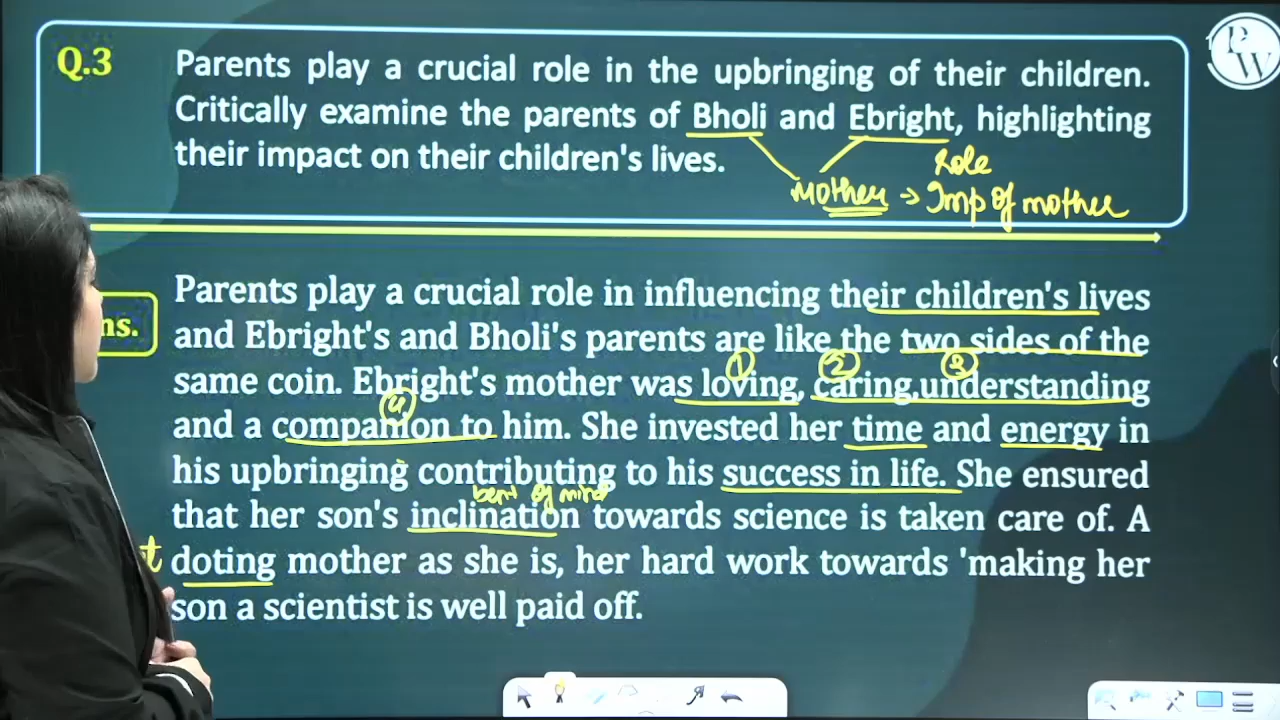 Q.3 Parents play a crucial role in the upbringing of their children.
Critically examine the parents of Bholi and Ebright, highlighting
their impact on their children's lives.
Role
Mother → Imp of mother
PW
Parents play a crucial role in influencing their children's lives
ns. and Ebright's and Bholi's parents are like the two sides of the
1 2 3
same coin. Ebright's mother was loving, caring,understanding
4
and a companion to him. She invested her time and energy in
his upbringing contributing to his success in life. She ensured
bent of mind
that her son's inclination towards science is taken care of. A
doting mother as she is, her hard work towards 'making her
son a scientist is well paid off.